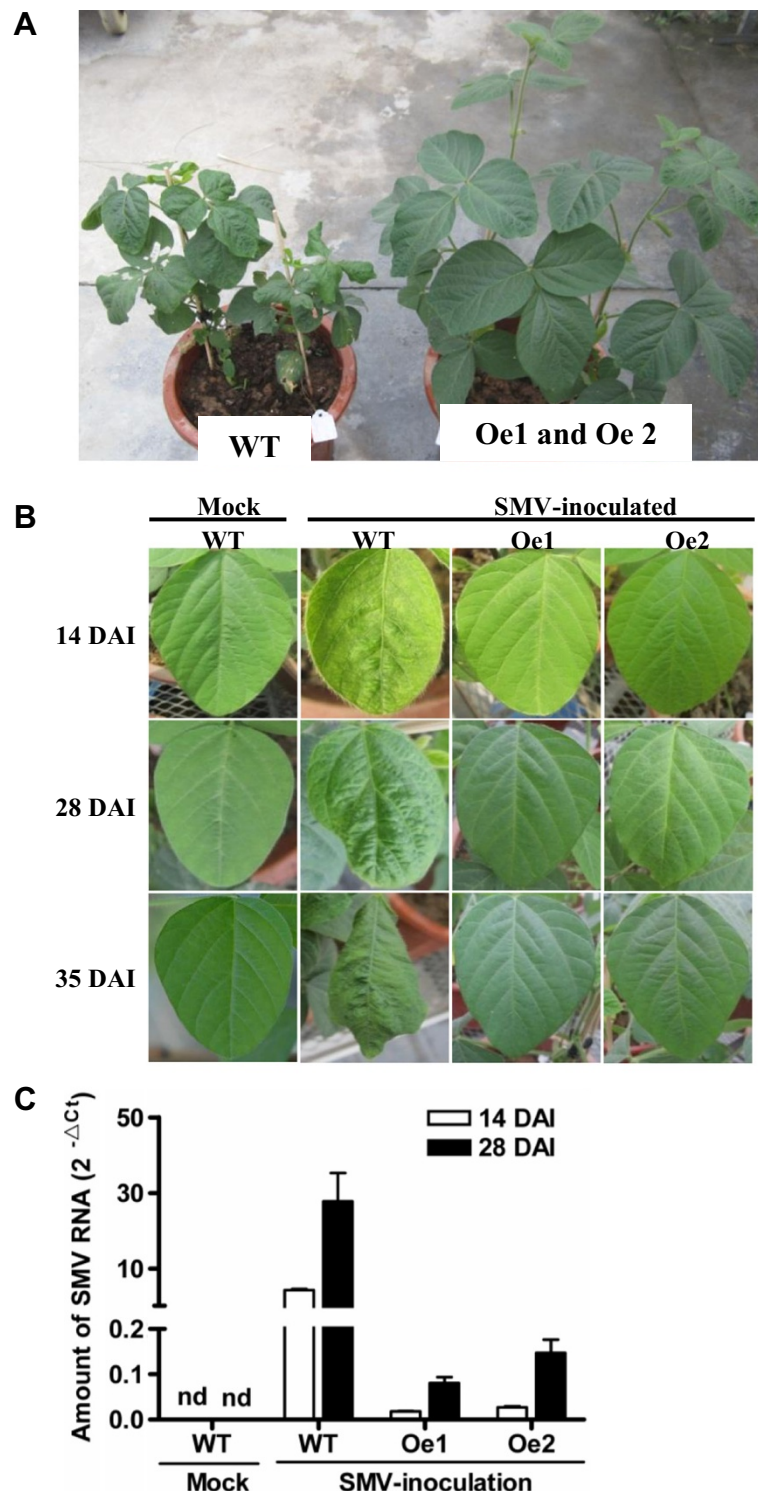 A
WT
Oe1 and Oe 2
B
Mock
SMV-inoculated
WT
WT
Oe1
Oe2
14 DAI
28 DAI
35 DAI
C
Amount of SMV RNA (2 -△Ct)
50
30
10
0.2
0.1
0.0
14 DAI
28 DAI
nd
nd
WT
WT
Oe1
Oe2
Mock
SMV-inoculation